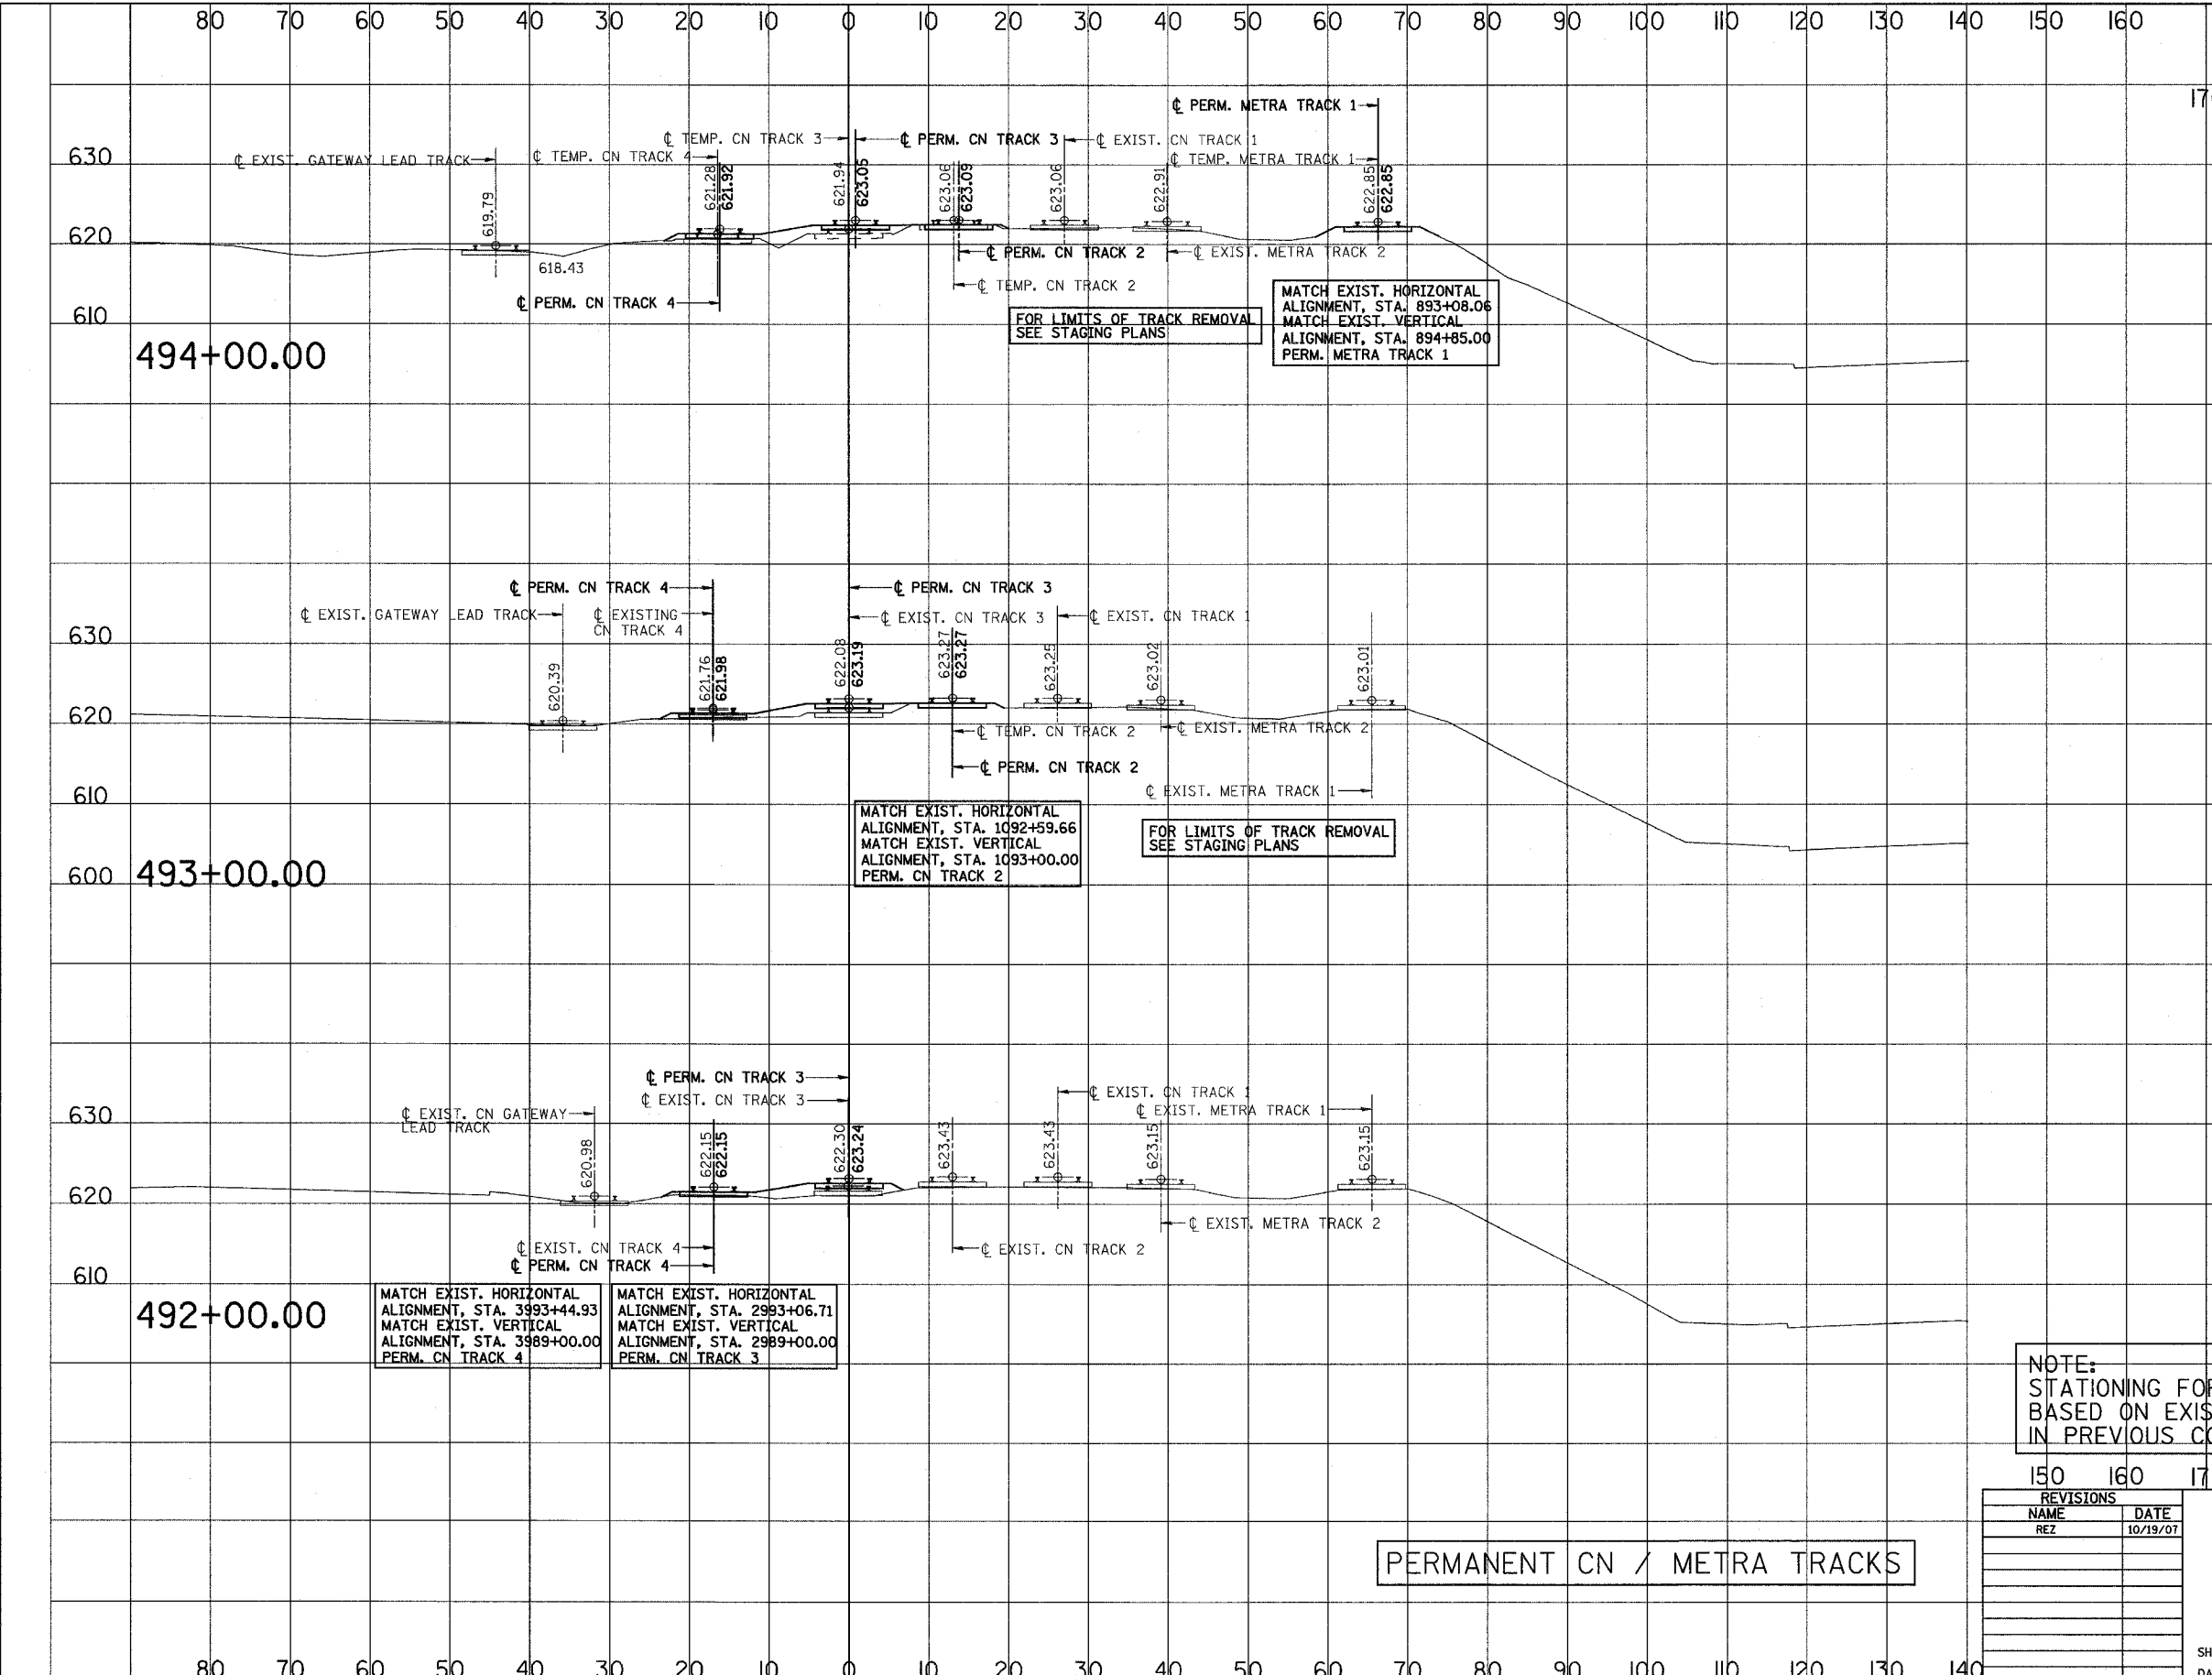 80 70 60 50 40 30 20 10 0 10 20 30 40 50 60 70 80 90 100 110 120 130 140 150 160
17
℄ PERM. METRA TRACK 1
℄ TEMP. CN TRACK 3
℄ PERM. CN TRACK 3
℄ EXIST. CN TRACK 1
630
℄ EXIST. GATEWAY LEAD TRACK
℄ TEMP. CN TRACK 4
℄ TEMP. METRA TRACK 1
619.79
621.28
621.92
621.94
623.05
623.06
623.09
623.06
622.91
622.85
622.85
620
618.43
℄ PERM. CN TRACK 2
℄ EXIST. METRA TRACK 2
℄ TEMP. CN TRACK 2
℄ PERM. CN TRACK 4
610
FOR LIMITS OF TRACK REMOVAL
SEE STAGING PLANS
MATCH EXIST. HORIZONTAL
ALIGNMENT, STA. 893+08.06
MATCH EXIST. VERTICAL
ALIGNMENT, STA. 894+85.00
PERM. METRA TRACK 1
494+00.00
℄ PERM. CN TRACK 4
℄ PERM. CN TRACK 3
℄ EXIST. GATEWAY LEAD TRACK
℄ EXISTING
CN TRACK 4
℄ EXIST. CN TRACK 3
℄ EXIST. CN TRACK 1
630
620.39
621.76
621.98
622.08
623.19
623.27
623.27
623.25
623.02
623.01
620
℄ TEMP. CN TRACK 2
℄ EXIST. METRA TRACK 2
℄ PERM. CN TRACK 2
℄ EXIST. METRA TRACK 1
610
MATCH EXIST. HORIZONTAL
ALIGNMENT, STA. 1092+59.66
MATCH EXIST. VERTICAL
ALIGNMENT, STA. 1093+00.00
PERM. CN TRACK 2
FOR LIMITS OF TRACK REMOVAL
SEE STAGING PLANS
600
493+00.00
℄ PERM. CN TRACK 3
℄ EXIST. CN TRACK 3
℄ EXIST. CN TRACK 1
℄ EXIST. METRA TRACK 1
630
℄ EXIST. CN GATEWAY
LEAD TRACK
620.98
622.15
622.15
622.30
623.24
623.43
623.43
623.15
623.15
620
℄ EXIST. METRA TRACK 2
℄ EXIST. CN TRACK 4
℄ EXIST. CN TRACK 2
℄ PERM. CN TRACK 4
610
492+00.00
MATCH EXIST. HORIZONTAL
ALIGNMENT, STA. 3993+44.93
MATCH EXIST. VERTICAL
ALIGNMENT, STA. 3989+00.00
PERM. CN TRACK 4
MATCH EXIST. HORIZONTAL
ALIGNMENT, STA. 2993+06.71
MATCH EXIST. VERTICAL
ALIGNMENT, STA. 2989+00.00
PERM. CN TRACK 3
NOTE:
STATIONING FOR
BASED ON EXIS
IN PREVIOUS CO
150 160 17
REVISIONS
NAME DATE
REZ 10/19/07
PERMANENT CN / METRA TRACKS
SH
80 70 60 50 40 30 20 10 0 10 20 30 40 50 60 70 80 90 100 110 120 130 140